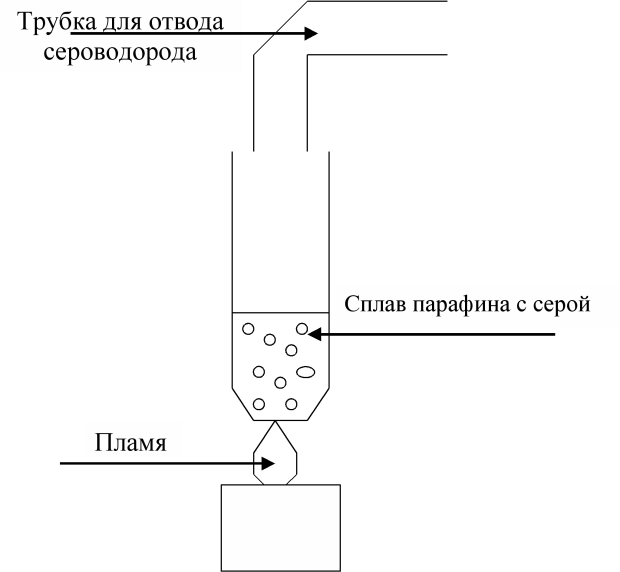 Трубка для отвода
сероводорода
Сплав парафина с серой
Пламя